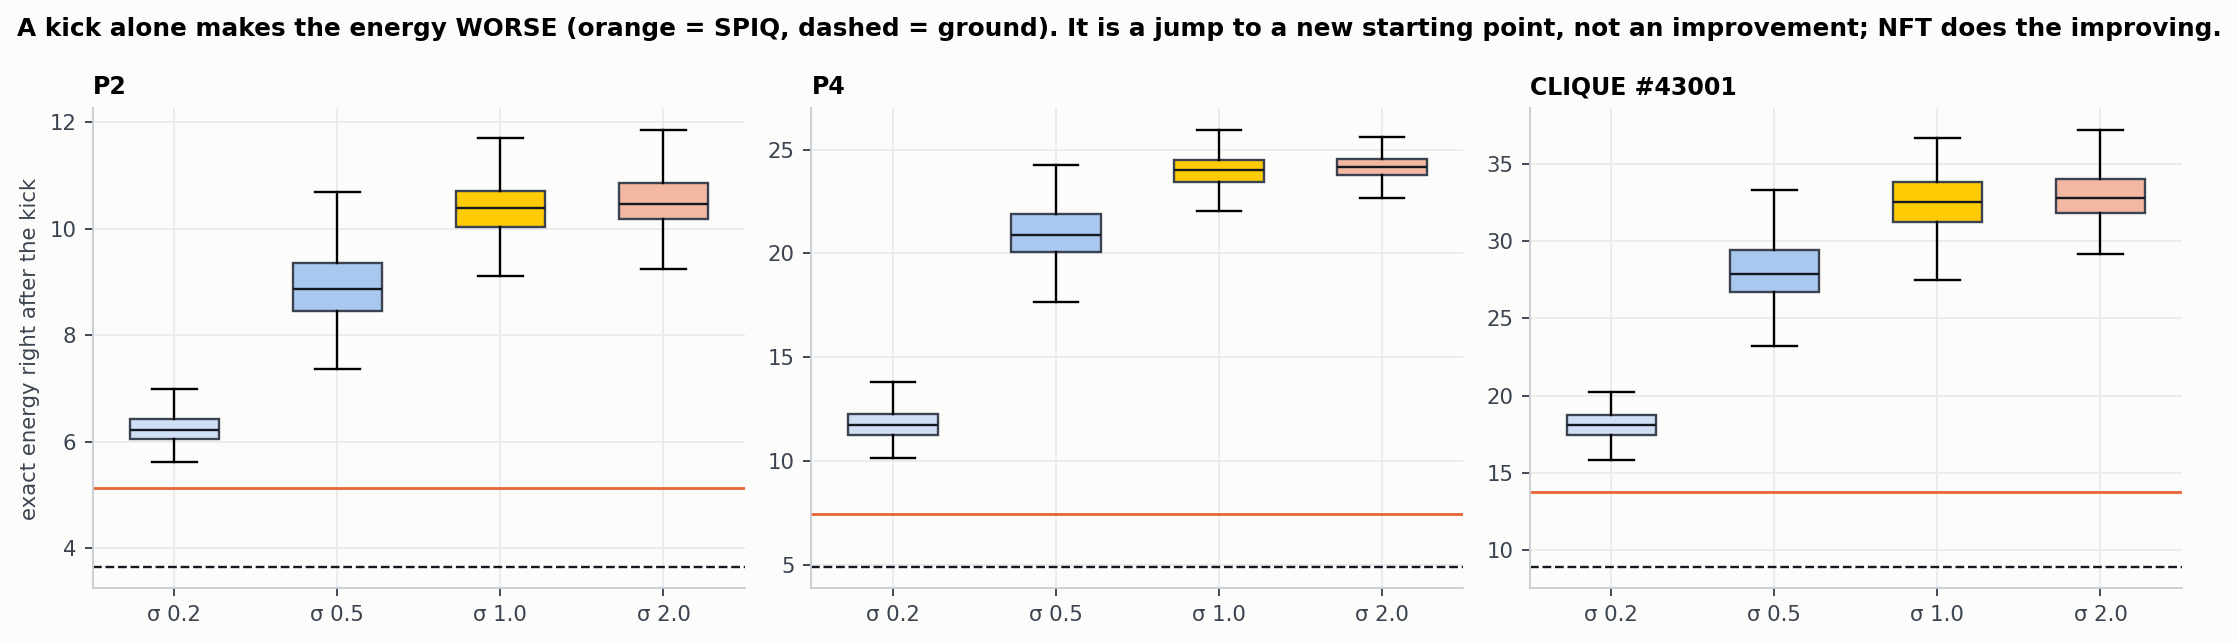 A kick alone makes the energy WORSE (orange = SPIQ, dashed = ground). It is a jump to a new starting point, not an improvement; NFT does the improving.
P2
exact energy right after the kick
12
10
8
6
4
σ 0.2 σ 0.5 σ 1.0 σ 2.0
P4
25
20
15
10
5
σ 0.2 σ 0.5 σ 1.0 σ 2.0
CLIQUE #43001
35
30
25
20
15
10
σ 0.2 σ 0.5 σ 1.0 σ 2.0